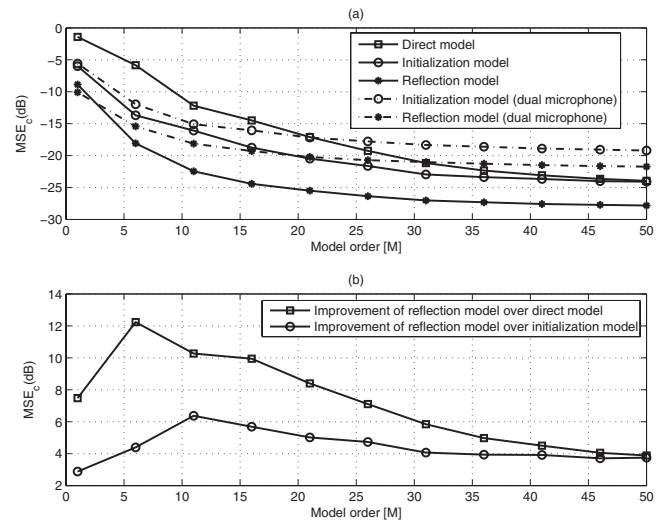 (a)
0
−5
−10
−15
−20
−25
−30
MSE_c(dB)
Direct model
Initialization model
Reflection model
Initialization model (dual microphone)
Reflection model (dual microphone)
0 5 10 15 20 25 30 35 40 45 50
Model order [M]
(b)
14
12
10
8
6
4
2
MSE_c(dB)
Improvement of reflection model over direct model
Improvement of reflection model over initialization model
0 5 10 15 20 25 30 35 40 45 50
Model order [M]